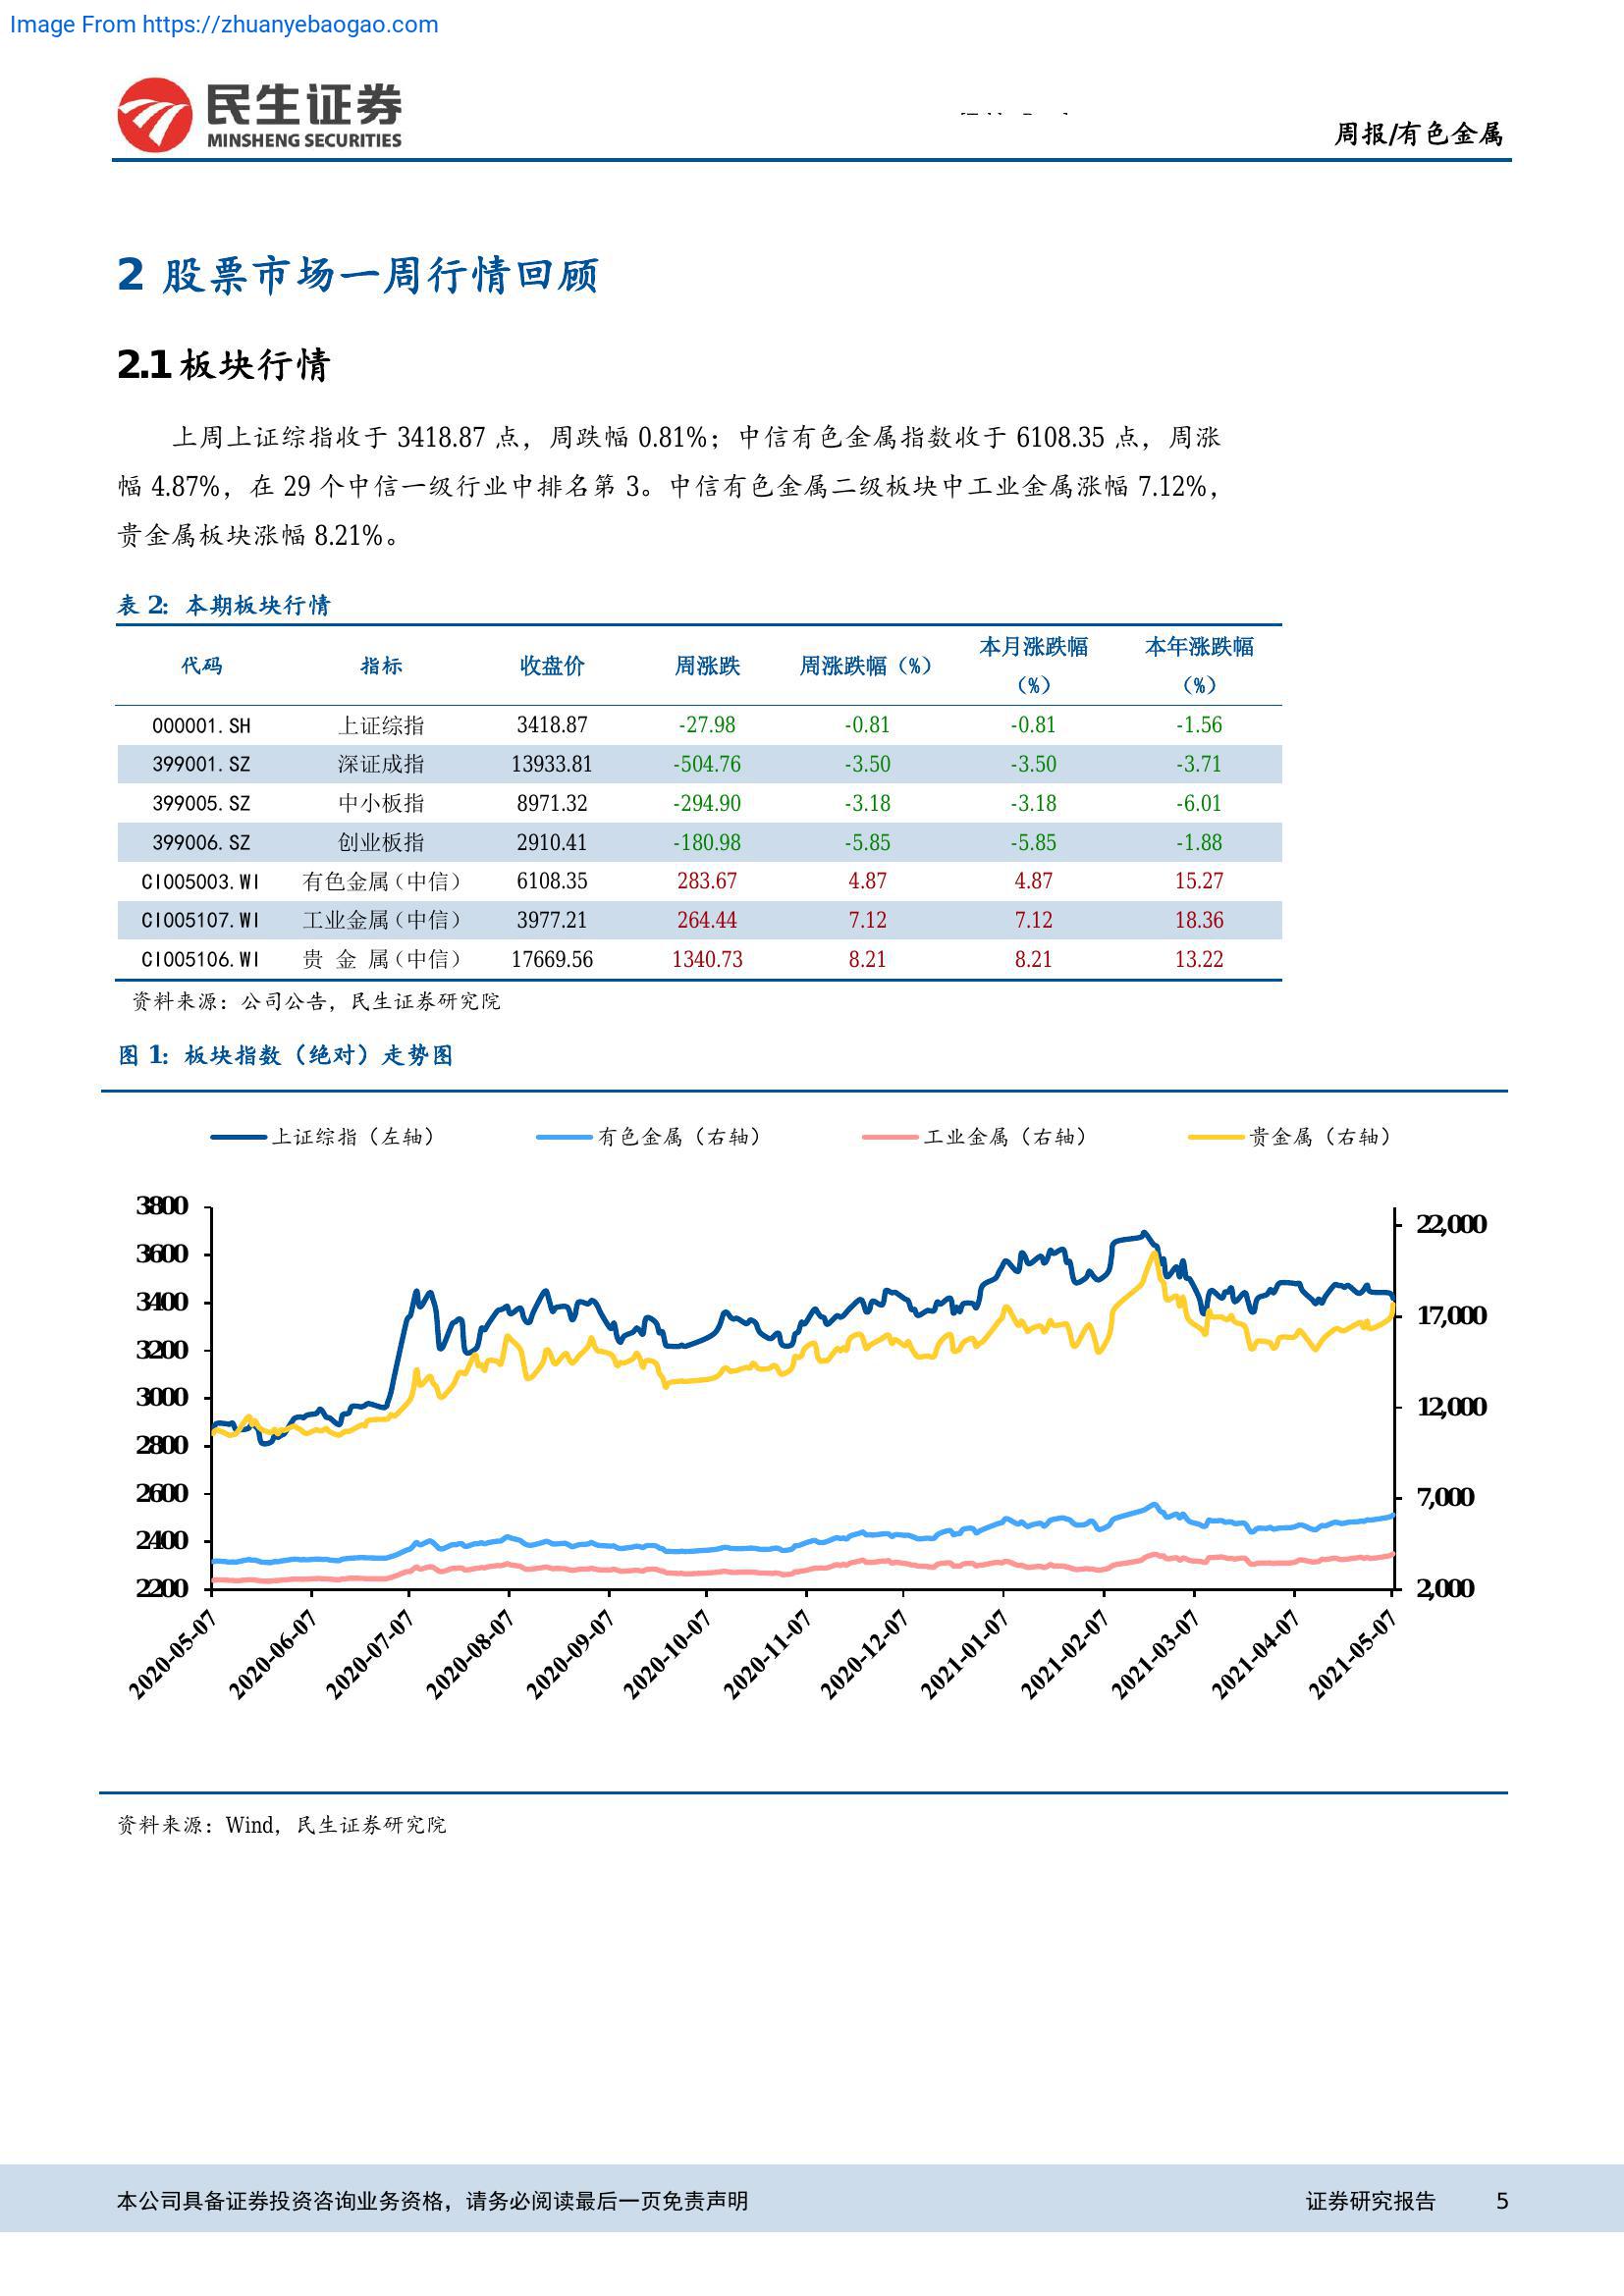 Image From https://zhuanyebaogao.com
民生证券
MINSHENG SECURITIES
周报/有色金属
2 股票市场一周行情回顾
2.1板块行情
上周上证综指收于 3418.87 点，周跌幅 0.81%；中信有色金属指数收于 6108.35 点，周涨
幅 4.87%，在 29 个中信一级行业中排名第 3。中信有色金属二级板块中工业金属涨幅 7.12%，
贵金属板块涨幅 8.21%。
表 2：本期板块行情
代码 指标 收盘价 周涨跌 周涨跌幅（%） 本月涨跌幅（%） 本年涨跌幅（%）
000001.SH 上证综指 3418.87 -27.98 -0.81 -0.81 -1.56
399001.SZ 深证成指 13933.81 -504.76 -3.50 -3.50 -3.71
399005.SZ 中小板指 8971.32 -294.90 -3.18 -3.18 -6.01
399006.SZ 创业板指 2910.41 -180.98 -5.85 -5.85 -1.88
CI005003.WI 有色金属（中信） 6108.35 283.67 4.87 4.87 15.27
CI005107.WI 工业金属（中信） 3977.21 264.44 7.12 7.12 18.36
CI005106.WI 贵 金 属（中信） 17669.56 1340.73 8.21 8.21 13.22
资料来源：公司公告，民生证券研究院
图 1：板块指数（绝对）走势图
上证综指（左轴） 有色金属（右轴） 工业金属（右轴） 贵金属（右轴）
3800
3600
3400
3200
3000
2800
2600
2400
2200
22,000
17,000
12,000
7,000
2,000
2020-05-07
2020-06-07
2020-07-07
2020-08-07
2020-09-07
2020-10-07
2020-11-07
2020-12-07
2021-01-07
2021-02-07
2021-03-07
2021-04-07
2021-05-07
资料来源：Wind，民生证券研究院
本公司具备证券投资咨询业务资格，请务必阅读最后一页免责声明 证券研究报告 5